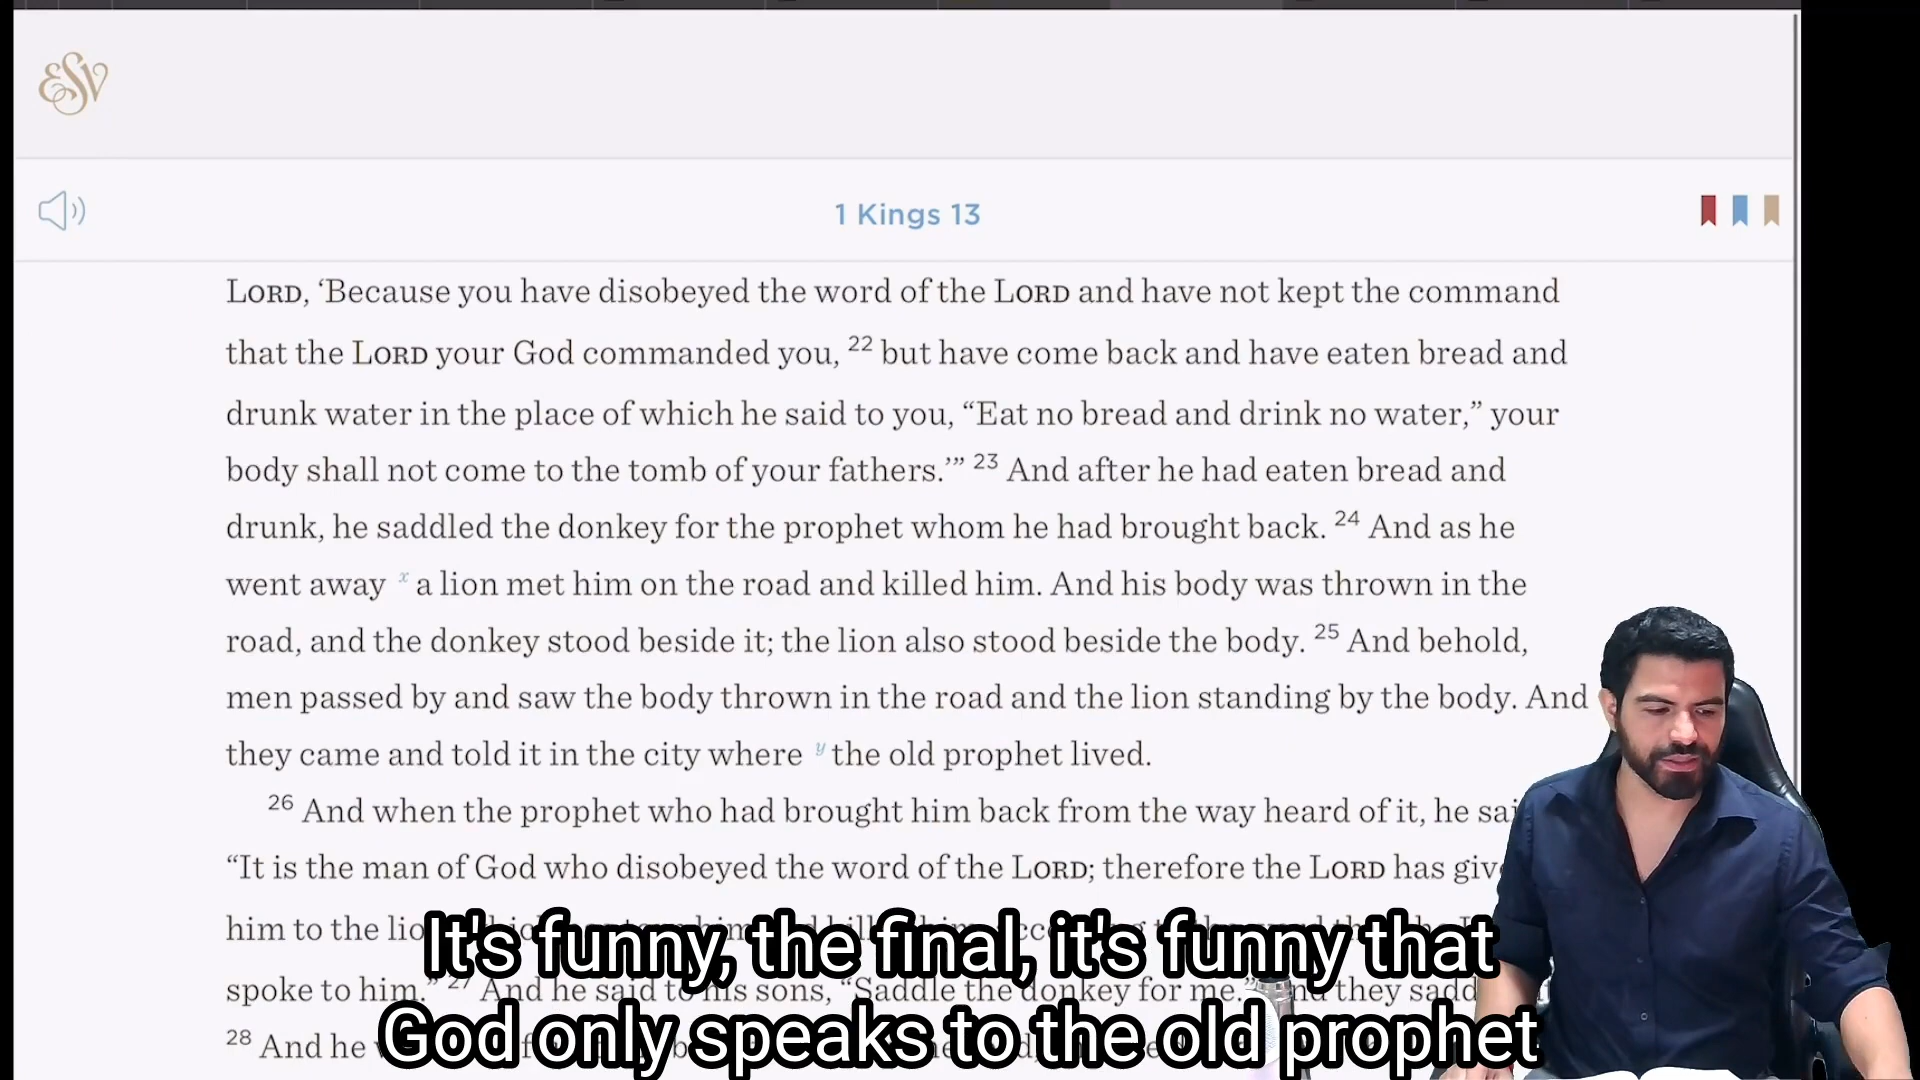 ESV
1 Kings 13
LORD, ‘Because you have disobeyed the word of the LORD and have not kept the command
that the LORD your God commanded you, 22 but have come back and have eaten bread and
drunk water in the place of which he said to you, “Eat no bread and drink no water,” your
body shall not come to the tomb of your fathers.’” 23 And after he had eaten bread and
drunk, he saddled the donkey for the prophet whom he had brought back. 24 And as he
went away x a lion met him on the road and killed him. And his body was thrown in the
road, and the donkey stood beside it; the lion also stood beside the body. 25 And behold,
men passed by and saw the body thrown in the road and the lion standing by the body. And
they came and told it in the city where y the old prophet lived.
26 And when the prophet who had brought him back from the way heard of it, he sai
“It is the man of God who disobeyed the word of the LORD; therefore the LORD has giv
him to the
It's funny, the final, it's funny that
spoke to him.” 27 And he said to his sons, “Saddle the donkey for me.” And they
28 And he
God only speaks to the old prophet